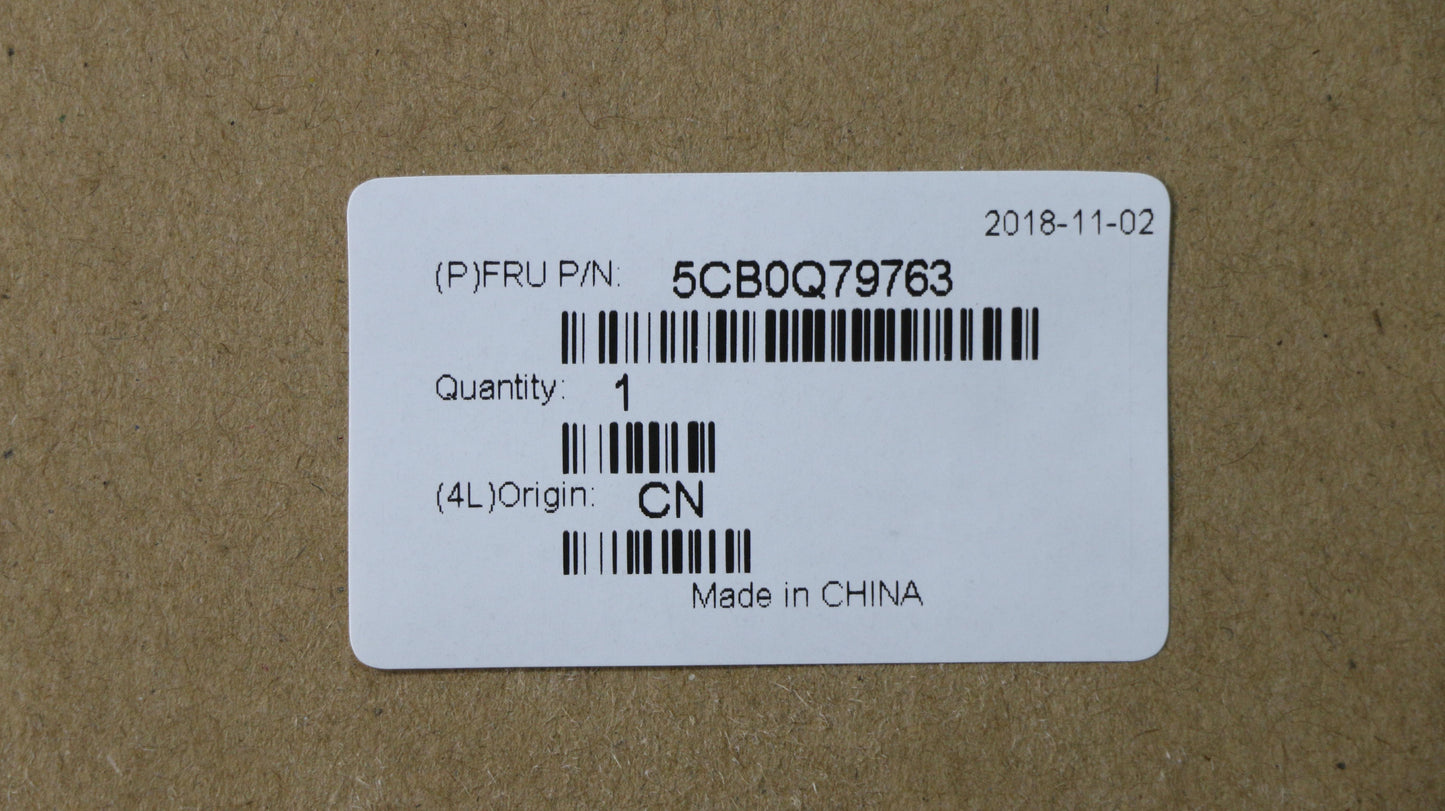 2018-11-02
(P)FRU P/N: 5CB0Q79763
Quantity: 1
(4L)Origin: CN
Made in CHINA